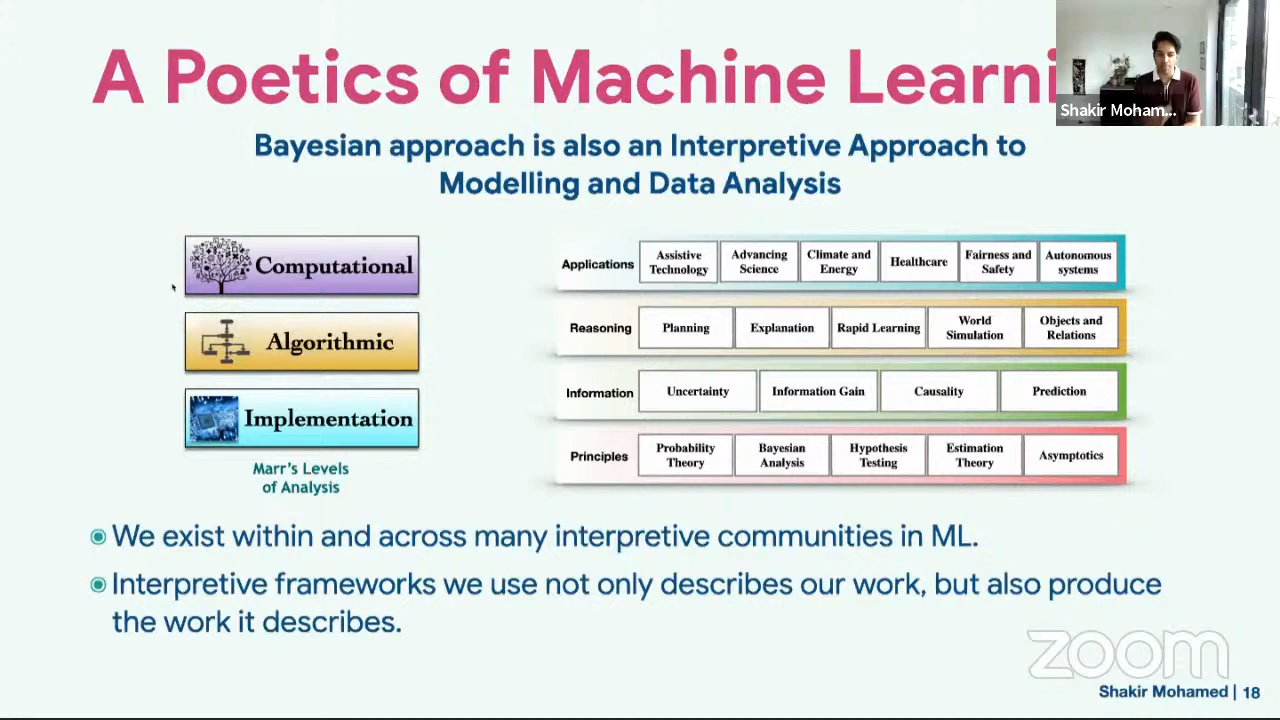 A Poetics of Machine Learni
Shakir Moham...
Bayesian approach is also an Interpretive Approach to
Modelling and Data Analysis
Computational
Algorithmic
Implementation
Marr's Levels
of Analysis
Applications
Assistive
Technology
Advancing
Science
Climate and
Energy
Healthcare
Fairness and
Safety
Autonomous
systems
Reasoning
Planning
Explanation
Rapid Learning
World
Simulation
Objects and
Relations
Information
Uncertainty
Information Gain
Causality
Prediction
Principles
Probability
Theory
Bayesian
Analysis
Hypothesis
Testing
Estimation
Theory
Asymptotics
We exist within and across many interpretive communities in ML.
Interpretive frameworks we use not only describes our work, but also produce
the work it describes.
zoom
Shakir Mohamed | 18